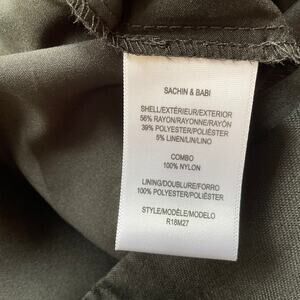 SACHIN & BABI
SHELL/EXTÉRIEUR/EXTERIOR
56% RAYON/RAYONNE/RAYÓN
39% POLYESTER/POLIÉSTER
5% LINEN/LIN/LINO
COMBO
100% NYLON
LINING/DOUBLURE/FORRO
100% POLYESTER/POLIÉSTER
STYLE/MODÈLE/MODELO
R18M27